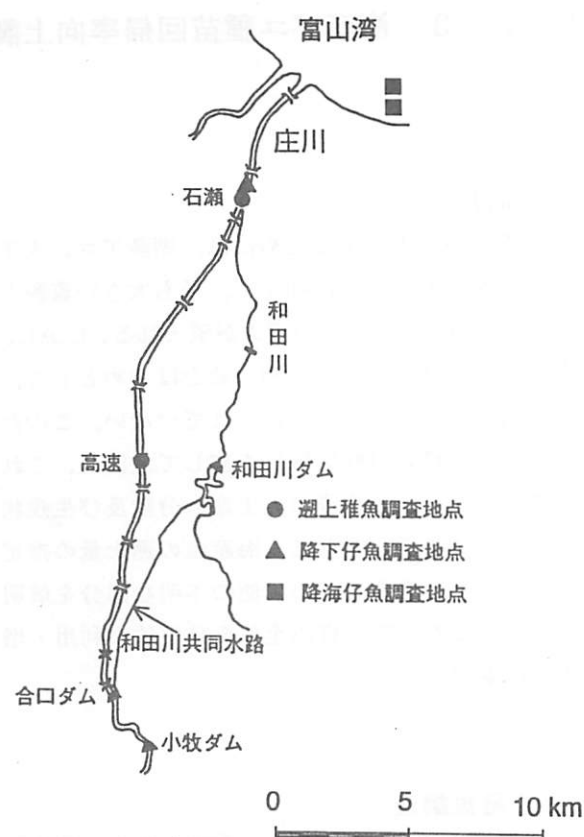 富山湾
庄川
石瀬
和田川
高速
和田川ダム
● 遡上稚魚調査地点
▲ 降下仔魚調査地点
■ 降海仔魚調査地点
和田川共同水路
合口ダム
小牧ダム
0 5 10 km